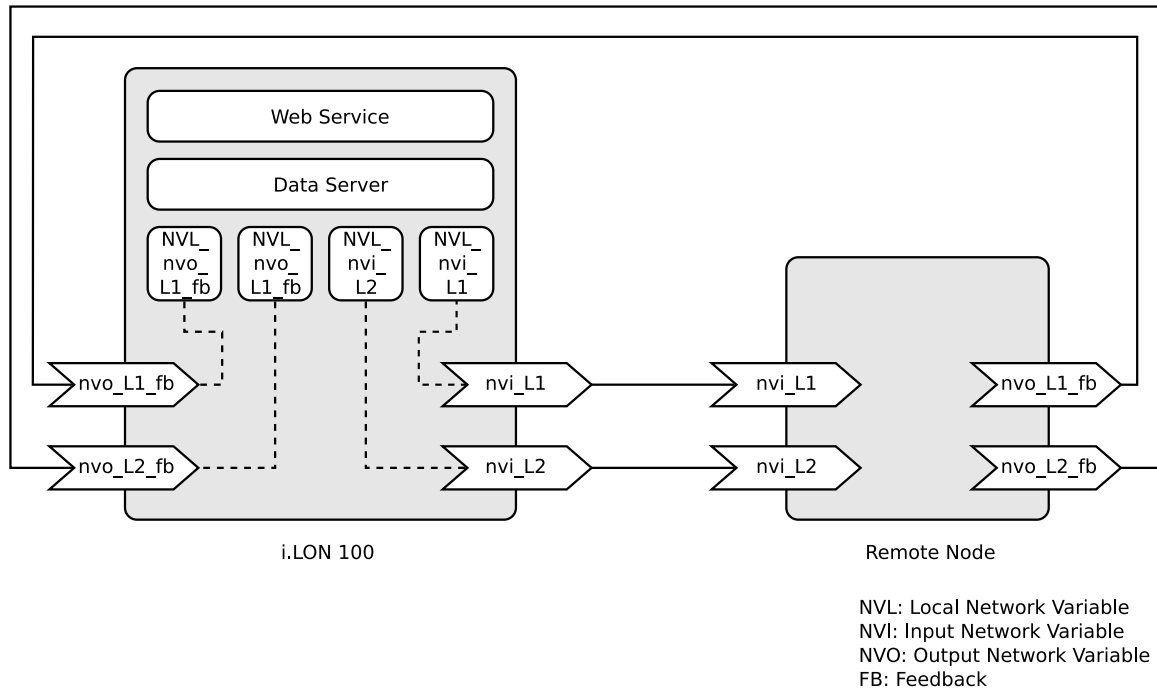 Web Service
Data Server
NVL_
nvo_
L1_fb
NVL_
nvo_
L1_fb
NVL_
nvi_
L2
NVL_
nvi_
L1
nvo_L1_fb
nvi_L1
nvi_L1
nvo_L1_fb
nvo_L2_fb
nvi_L2
nvi_L2
nvo_L2_fb
i.LON 100
Remote Node
NVL: Local Network Variable
NVI: Input Network Variable
NVO: Output Network Variable
FB: Feedback